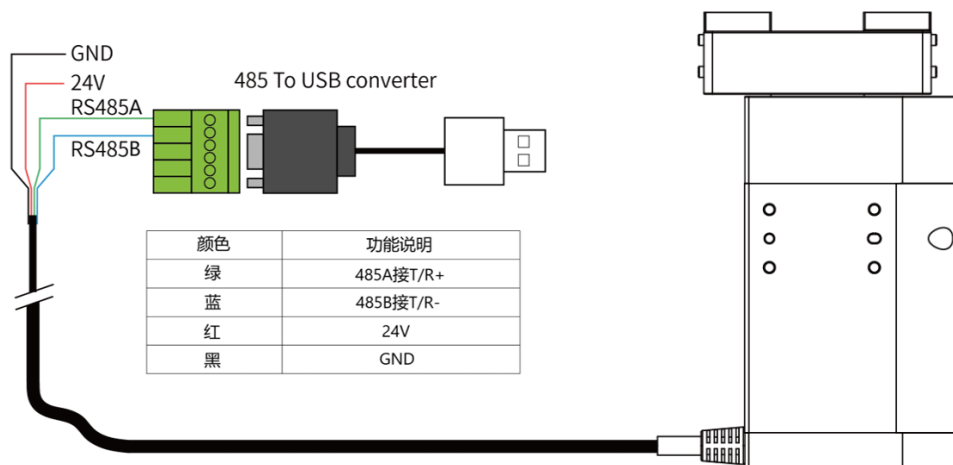 GND
24V
485 To USB converter
RS485A
RS485B
颜色 功能说明
绿 485A接T/R+
蓝 485B接T/R-
红 24V
黑 GND